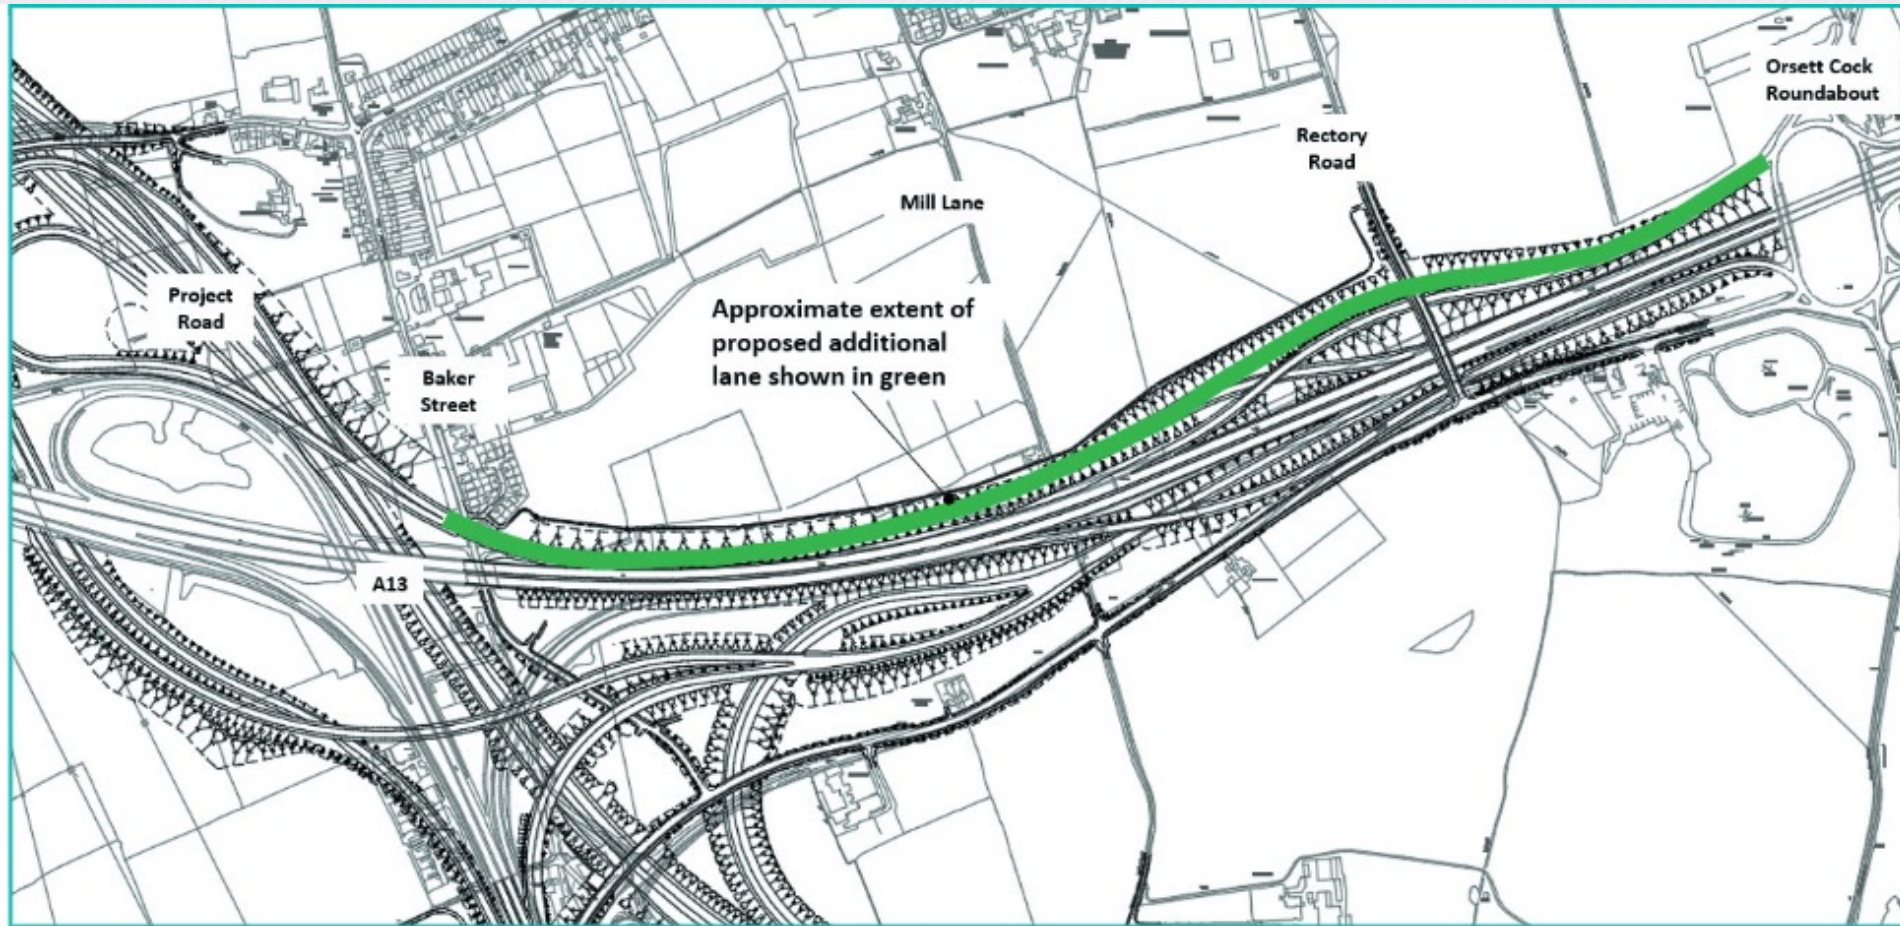 Orsett Cock
Roundabout
Rectory
Road
Mill Lane
Project
Road
Approximate extent of
proposed additional
lane shown in green
Baker
Street
A13